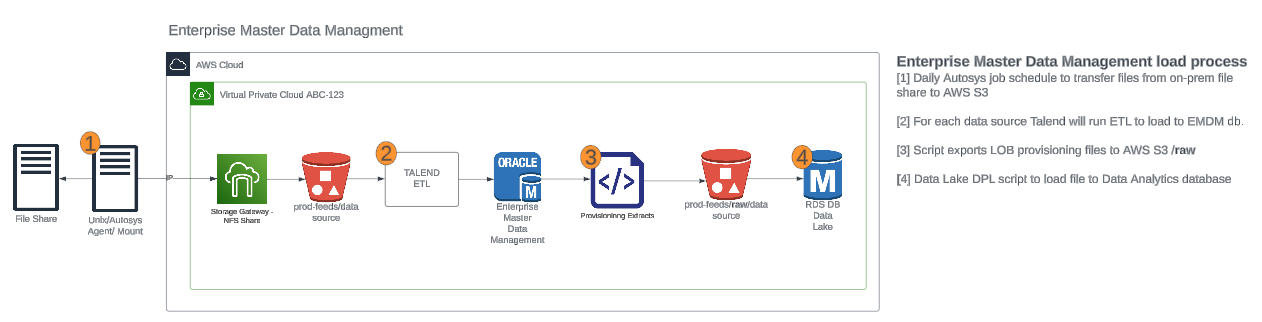 Enterprise Master Data Managment
AWS Cloud
Virtual Private Cloud ABC-123
1
File Share
Unix/Autosys
Agent/ Mount
IP
Storage Gateway -
NFS Share
prod-feeds/data
source
2
TALEND
ETL
ORACLE
M
Enterprise
Master
Data
Management
3
</>
Provisioinng Extracts
prod-feeds/raw/data
source
4
M
RDS DB
Data
Lake
Enterprise Master Data Management load process
[1] Daily Autosys job schedule to transfer files from on-prem file
share to AWS S3
[2] For each data source Talend will run ETL to load to EMDM db.
[3] Script exports LOB provisioning files to AWS S3 /raw
[4] Data Lake DPL script to load file to Data Analytics database